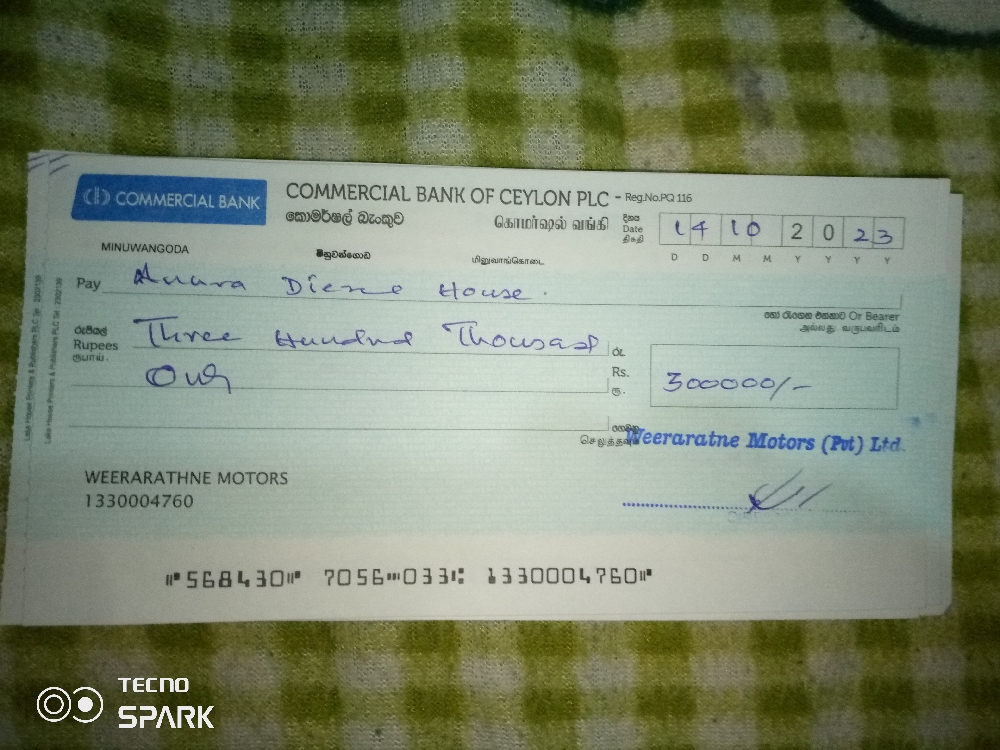 COMMERCIAL BANK
COMMERCIAL BANK OF CEYLON PLC - Reg.No.PQ 116
කොමර්ෂල් බැංකුව
கொமர்ஷல் வங்கி
දිනය
Date
திகதி
14 10 2023
D D M M Y Y Y Y
MINUWANGODA
මිනුවන්ගොඩ
மினுவாங்கொடை
Pay Anura House
හෝ රැගෙන එනතාට Or Bearer
அல்லது வருபவரிடம்
රුපියල්
Rupees
ரூபாய்
Three Hundred Thousand
Only
රු.
Rs.
ரூ.
300000/-
Weeraratne Motors (Pvt) Ltd.
WEERARATHNE MOTORS
1330004760
⑈568430⑈ 7056⑉033⑆ 1330004760⑈
TECNO
SPARK